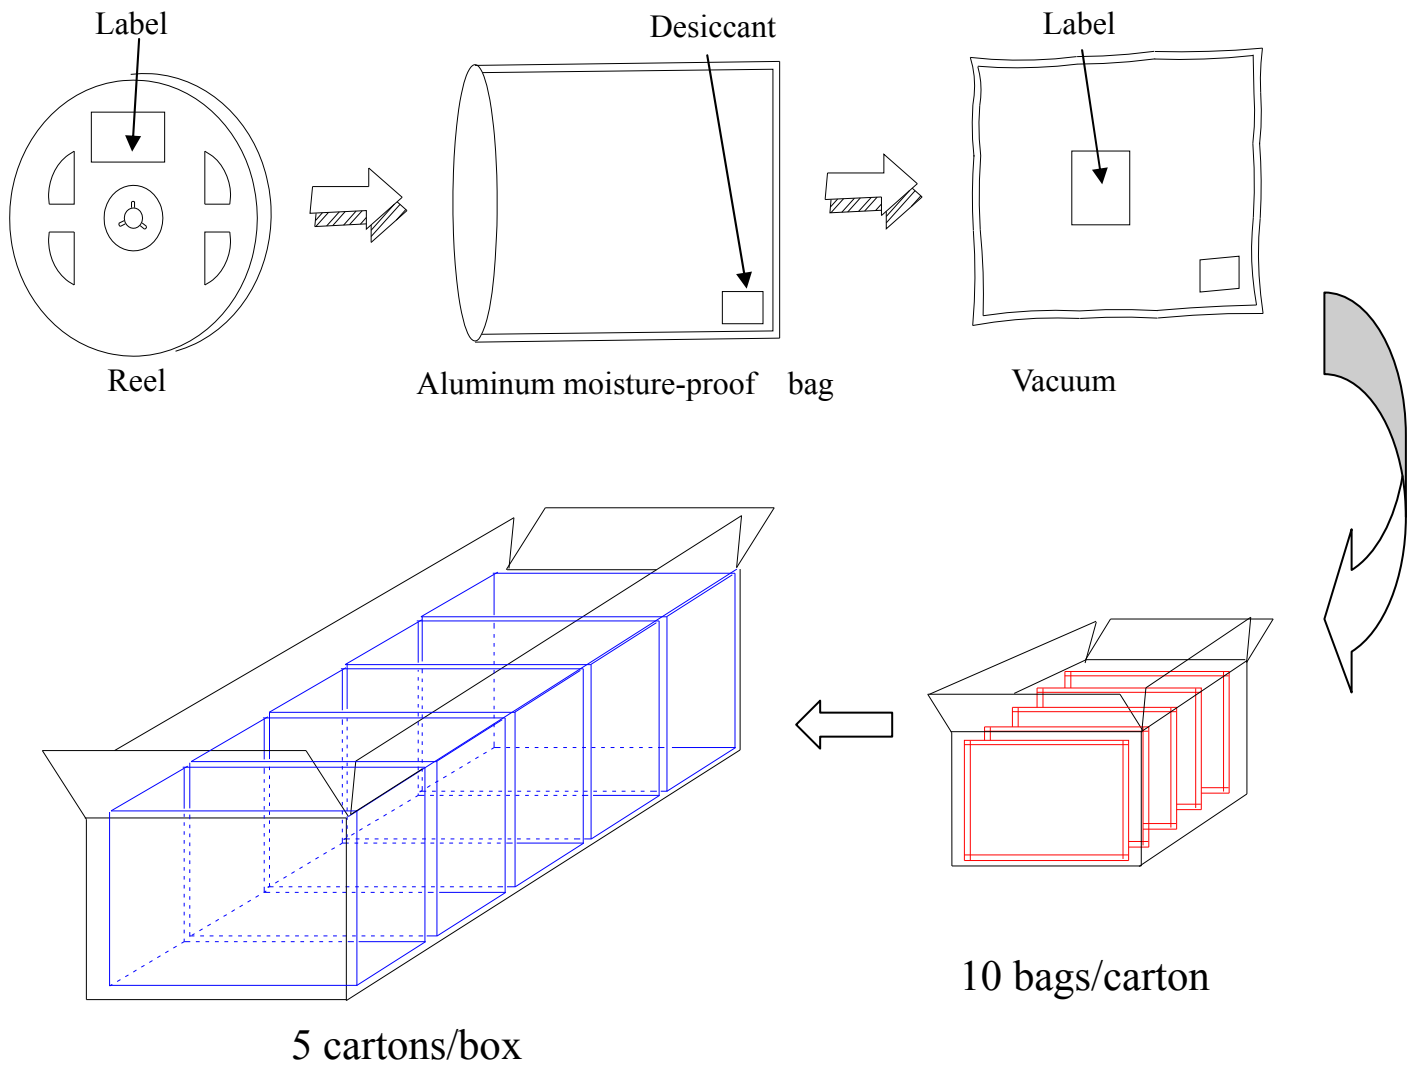 Label
Desiccant
Label
Reel
Aluminum moisture-proof bag
Vacuum
10 bags/carton
5 cartons/box